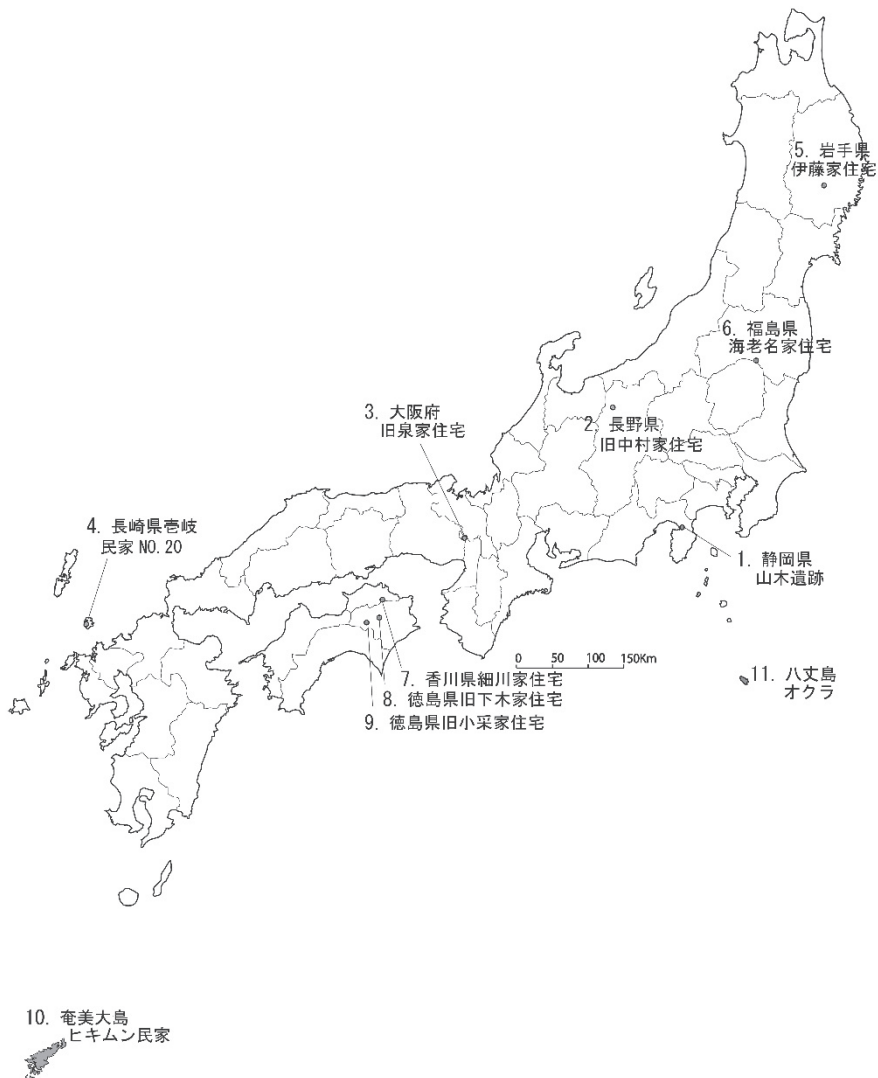 5. 岩手県
伊藤家住宅
6. 福島県
海老名家住宅
3. 大阪府
旧泉家住宅
2. 長野県
旧中村家住宅
4. 長崎県壱岐
民家 NO.20
1. 静岡県
山木遺跡
0 50 100 150Km
7. 香川県細川家住宅
8. 徳島県旧下木家住宅
9. 徳島県旧小采家住宅
11. 八丈島
オクラ
10. 奄美大島
ヒキムン民家